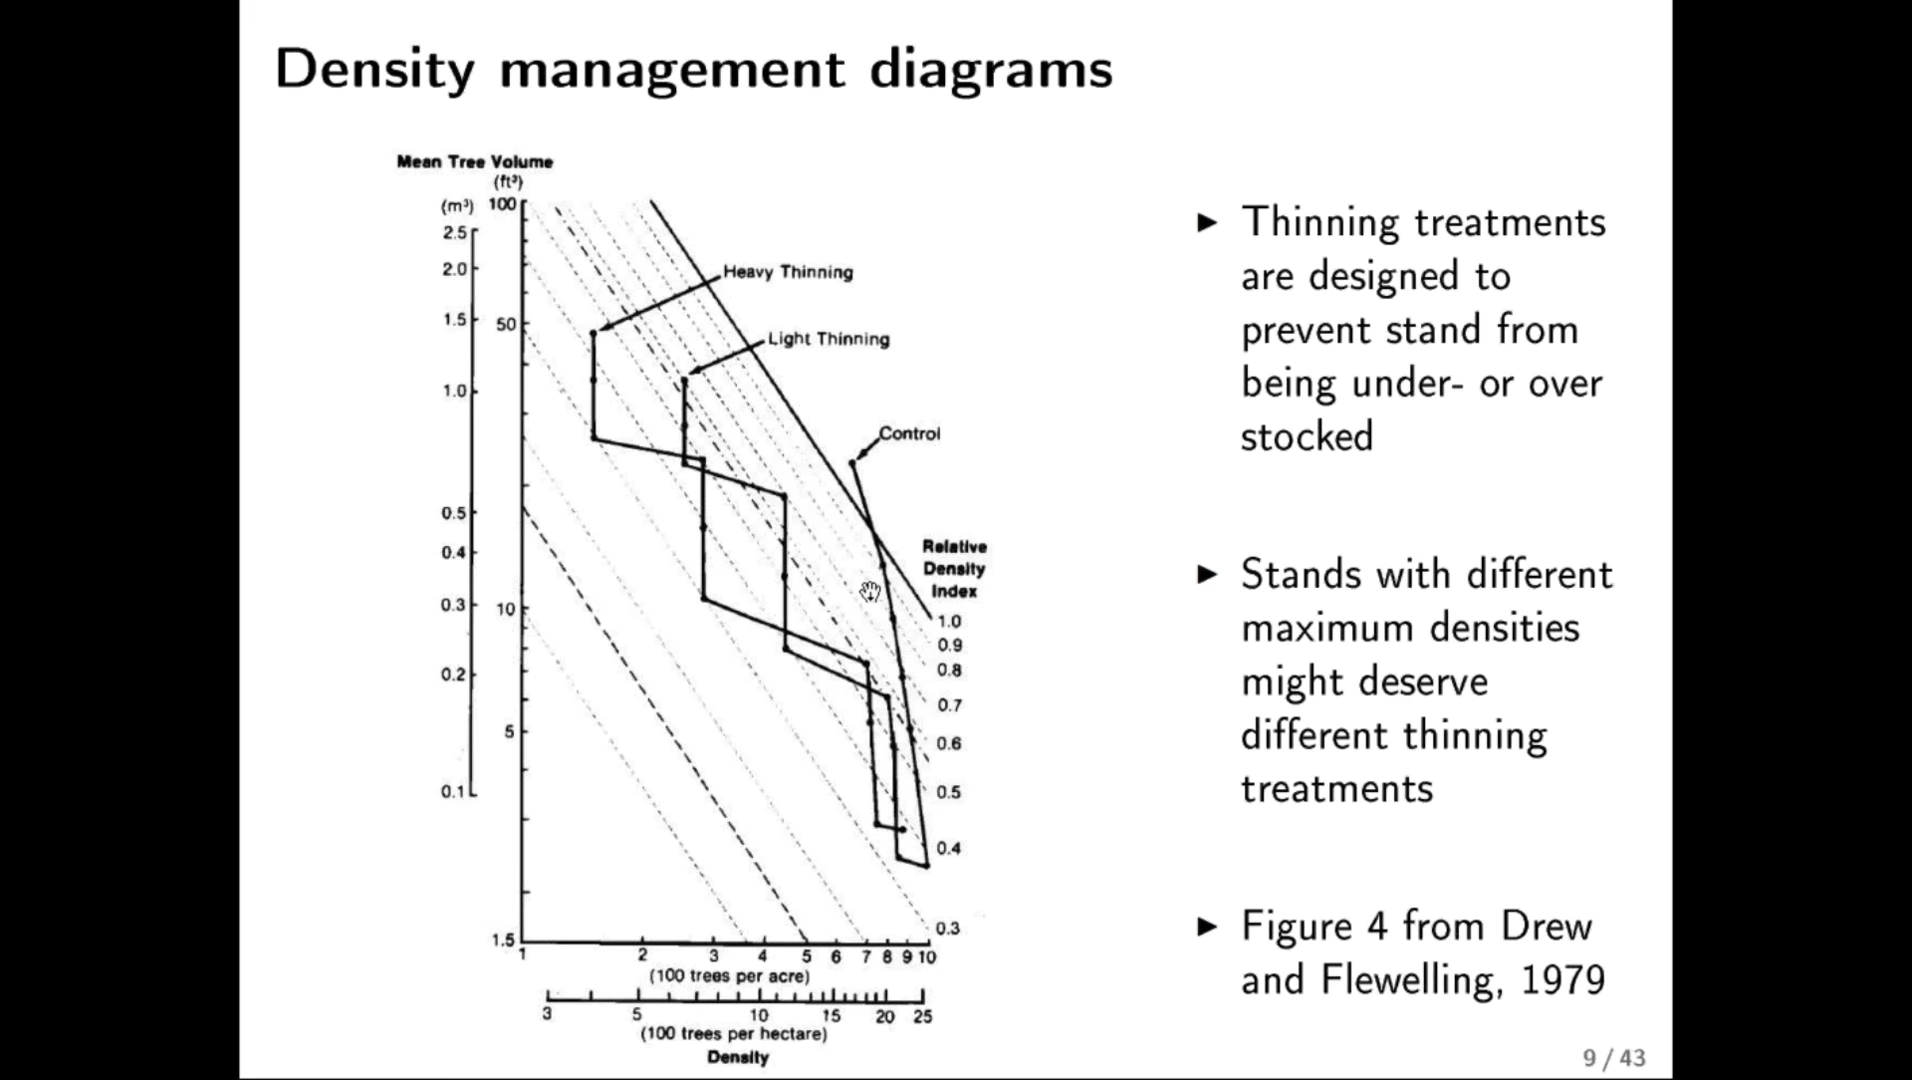 Density management diagrams
Mean Tree Volume
(ft³)
(m³)
100
2.5
2.0
1.5
50
1.0
0.5
0.4
0.3
10
0.2
5
0.1
1.5
Heavy Thinning
Light Thinning
Control
Relative
Density
Index
1.0
0.9
0.8
0.7
0.6
0.5
0.4
0.3
1 2 3 4 5 6 7 8 9 10
(100 trees per acre)
3 5 10 15 20 25
(100 trees per hectare)
Density
▶ Thinning treatments
are designed to
prevent stand from
being under- or over
stocked
▶ Stands with different
maximum densities
might deserve
different thinning
treatments
▶ Figure 4 from Drew
and Flewelling, 1979
9 / 43